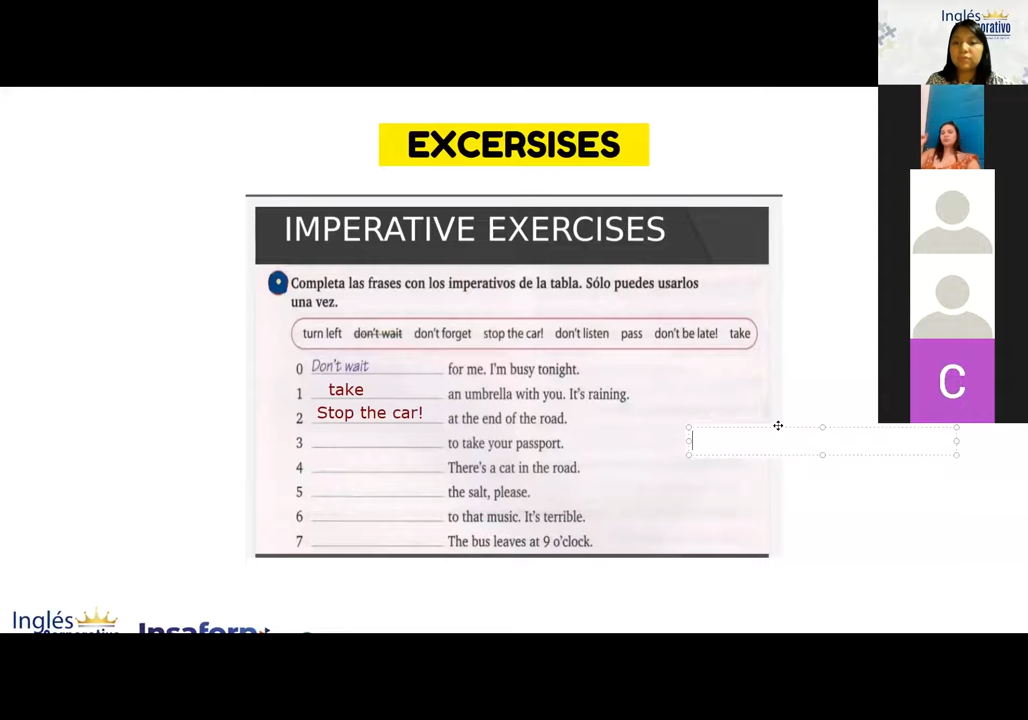 Inglés
orativo
EXCERSISES
IMPERATIVE EXERCISES
Completa las frases con los imperativos de la tabla. Sólo puedes usarlos
una vez.
turn left don't wait don't forget stop the car! don't listen pass don't be late! take
0 Don't wait for me. I'm busy tonight.
1 take an umbrella with you. It's raining.
2 Stop the car! at the end of the road.
3 to take your passport.
4 There's a cat in the road.
5 the salt, please.
6 to that music. It's terrible.
7 The bus leaves at 9 o'clock.
C
Inglés
Corporativo
Insaforp